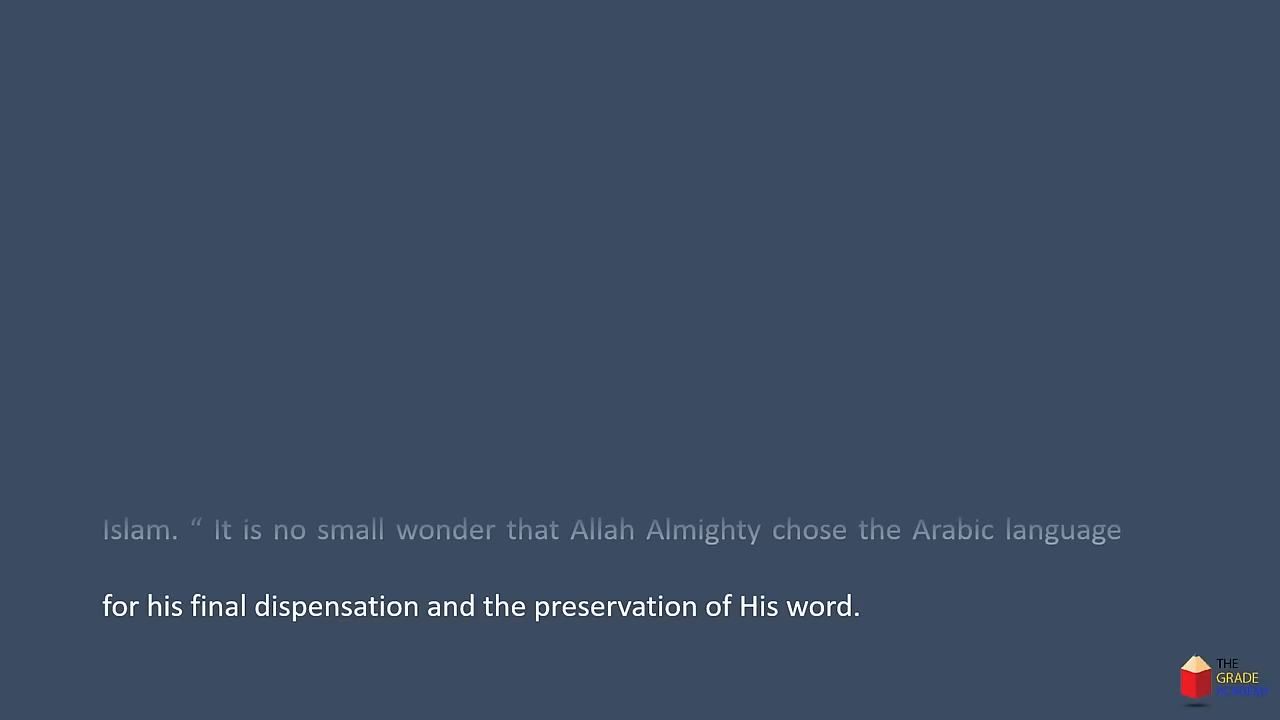 Islam. “ It is no small wonder that Allah Almighty chose the Arabic language
for his final dispensation and the preservation of His word.
THE
GRADE
ACADEMY